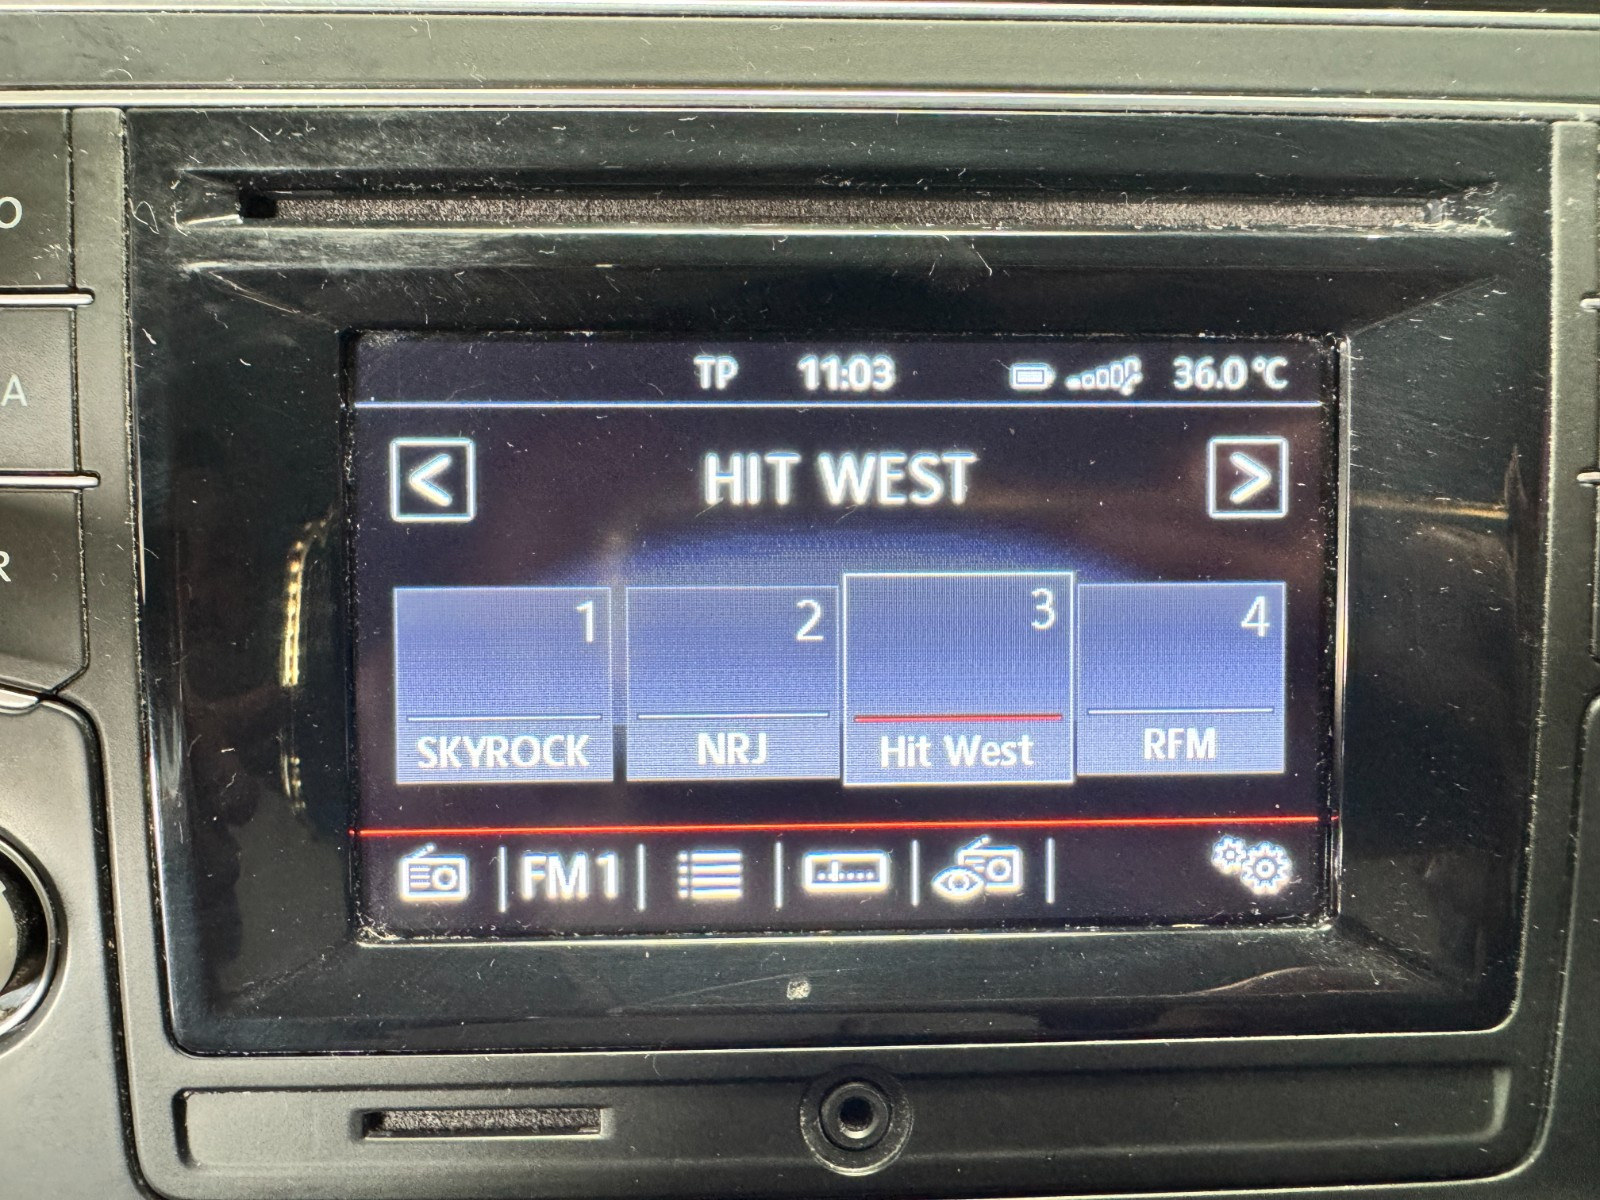 O
A
R
TP 11:03 36.0 °C
< HIT WEST >
1 2 3 4
SKYROCK NRJ Hit West RFM
FM1